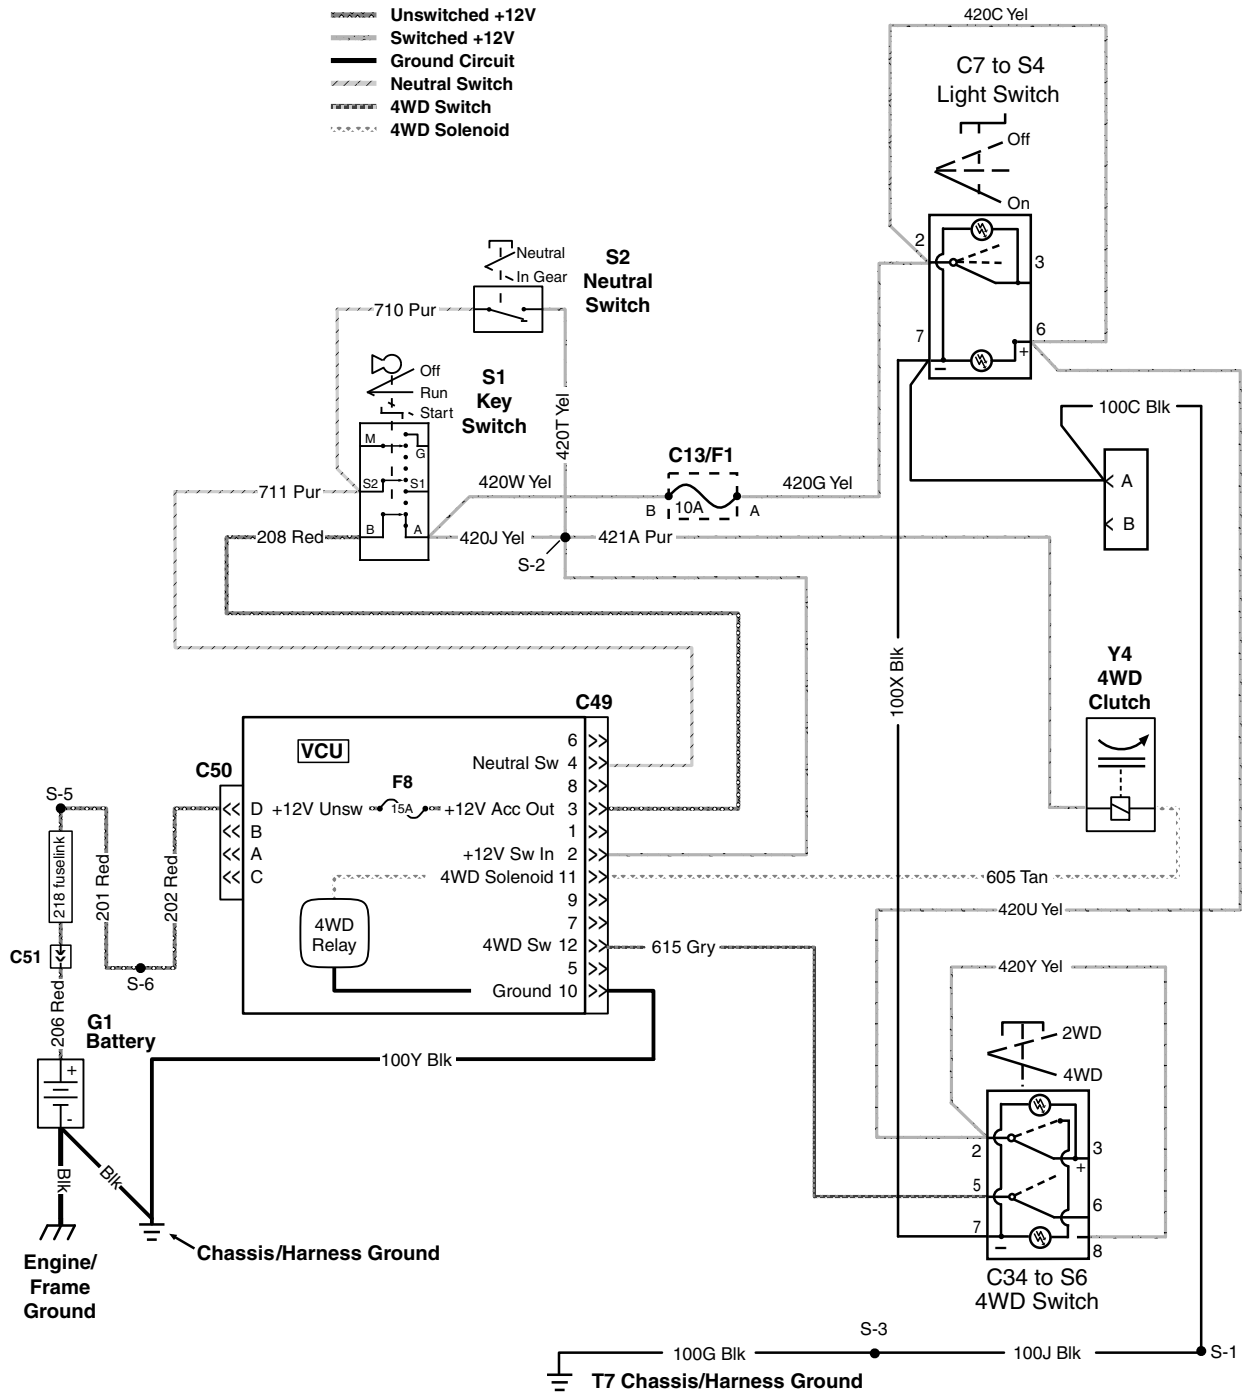 Unswitched +12V
Switched +12V
Ground Circuit
Neutral Switch
4WD Switch
4WD Solenoid
420C Yel
C7 to S4
Light Switch
Off
On
2
3
7
6
+
−
Neutral
In Gear
S2
Neutral
Switch
710 Pur
Off
Run
Start
S1
Key
Switch
M
G
S2
S1
B
A
420T Yel
711 Pur
208 Red
420W Yel
420J Yel
S-2
421A Pur
C13/F1
B
10A
A
420G Yel
100C Blk
A
B
100X Blk
Y4
4WD
Clutch
C49
VCU
C50
6
Neutral Sw 4
8
D +12V Unsw
F8
15A
+12V Acc Out 3
B
1
A
+12V Sw In 2
C
4WD Solenoid 11
9
7
4WD Sw 12
5
Ground 10
4WD
Relay
605 Tan
420U Yel
615 Gry
420Y Yel
S-5
218 fuselink
201 Red
202 Red
C51
S-6
206 Red
G1
Battery
+
-
100Y Blk
Blk
Blk
Engine/
Frame
Ground
Chassis/Harness Ground
2WD
4WD
2
3
+
5
6
7
−
8
C34 to S6
4WD Switch
S-3
100G Blk
100J Blk
S-1
T7 Chassis/Harness Ground